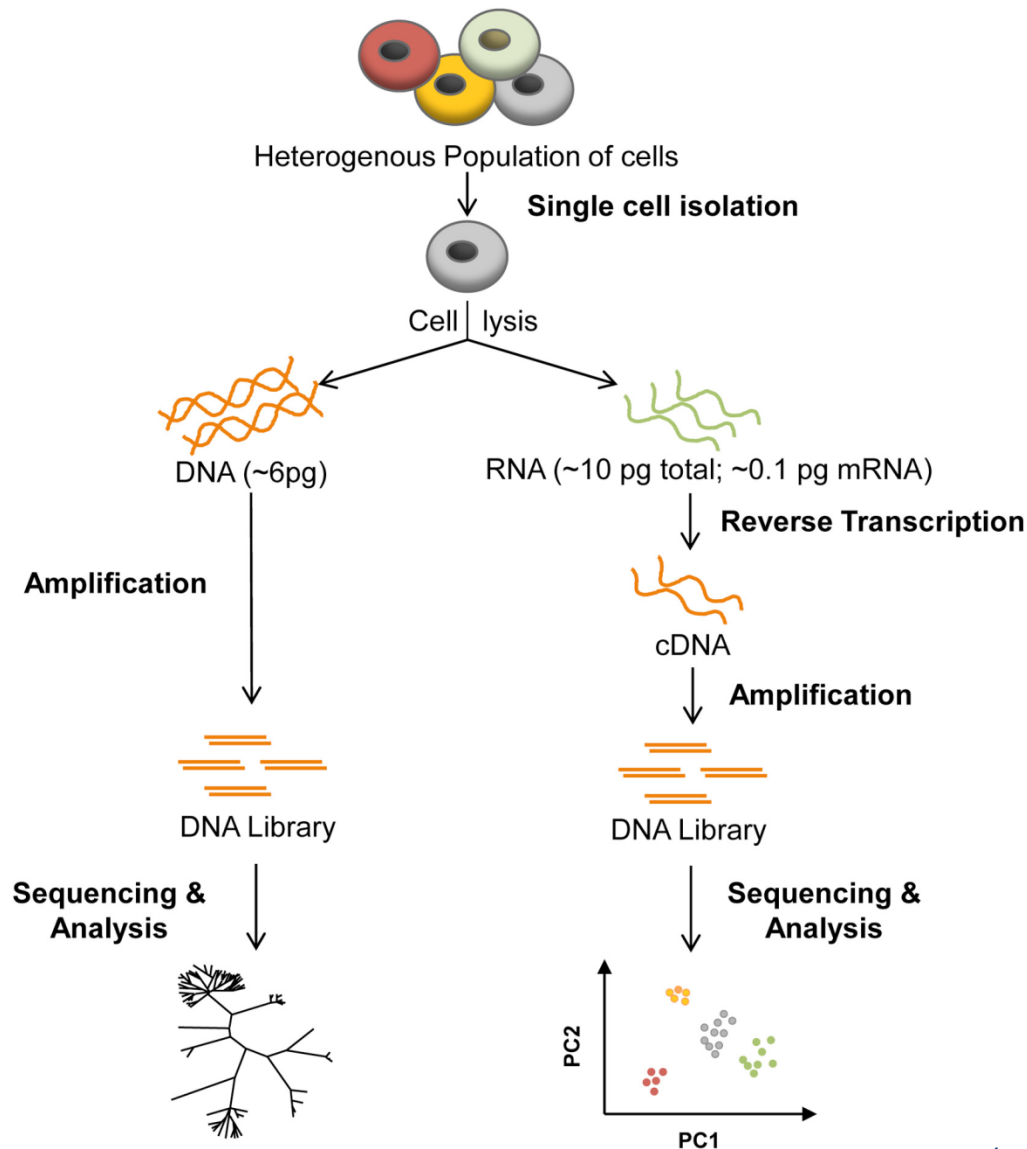 Heterogenous Population of cells
Single cell isolation
Cell lysis
DNA (~6pg)
RNA (~10 pg total; ~0.1 pg mRNA)
Reverse Transcription
Amplification
cDNA
Amplification
DNA Library
DNA Library
Sequencing &
Analysis
Sequencing &
Analysis
PC2
PC1